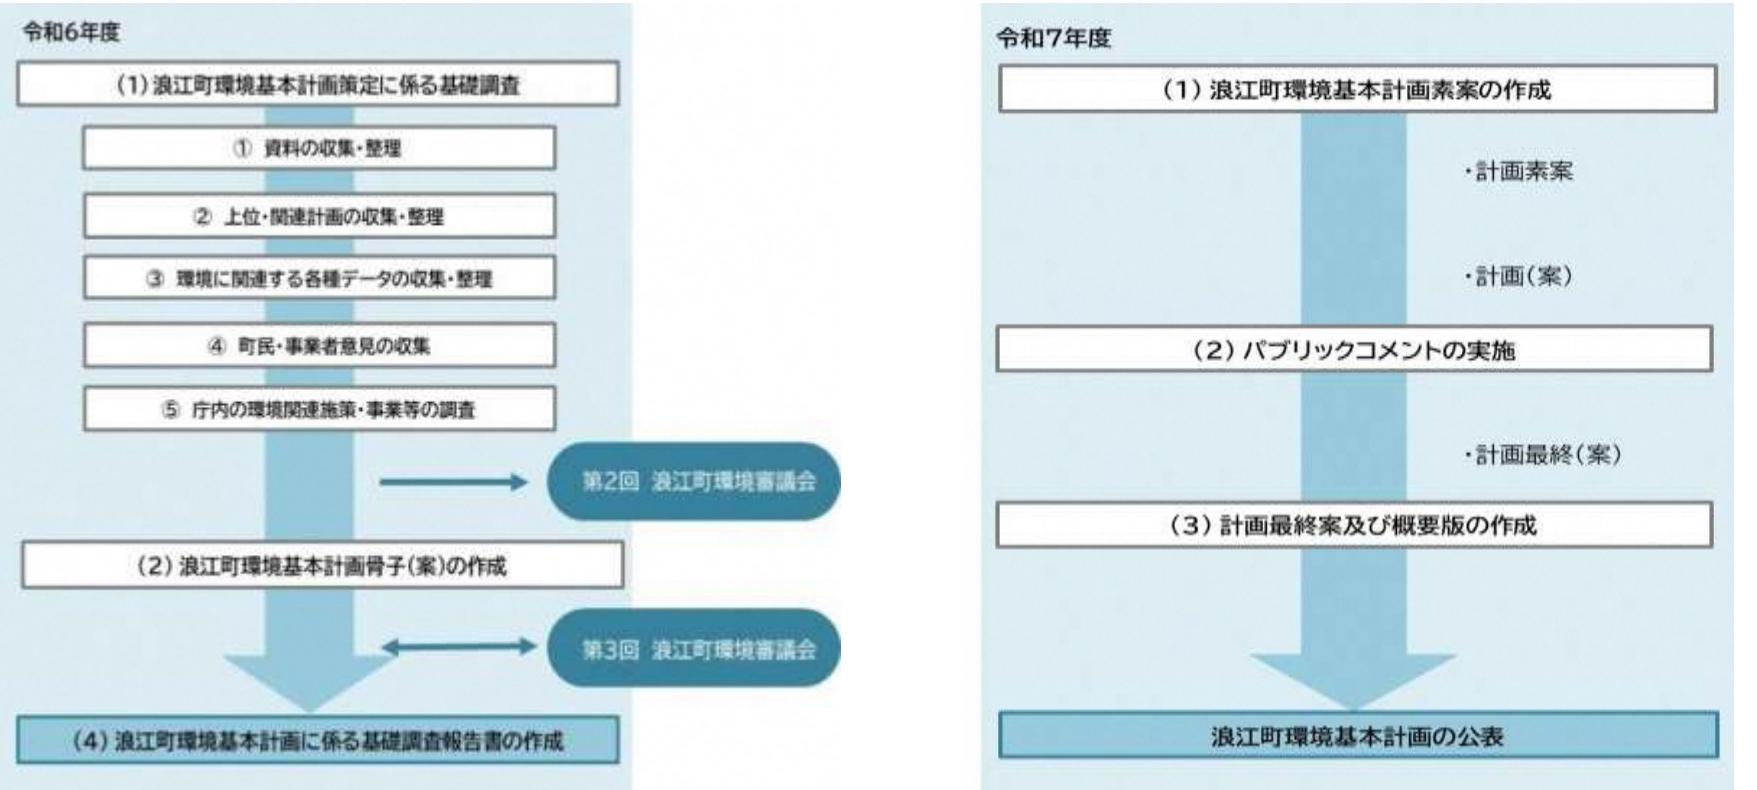 令和6年度
(1)浪江町環境基本計画策定に係る基礎調査
① 資料の収集・整理
② 上位・関連計画の収集・整理
③ 環境に関連する各種データの収集・整理
④ 町民・事業者意見の収集
⑤ 庁内の環境関連施策・事業等の調査
第2回 浪江町環境審議会
(2)浪江町環境基本計画骨子(案)の作成
第3回 浪江町環境審議会
(4)浪江町環境基本計画に係る基礎調査報告書の作成
令和7年度
(1)浪江町環境基本計画素案の作成
・計画素案
・計画(案)
(2)パブリックコメントの実施
・計画最終(案)
(3)計画最終案及び概要版の作成
浪江町環境基本計画の公表